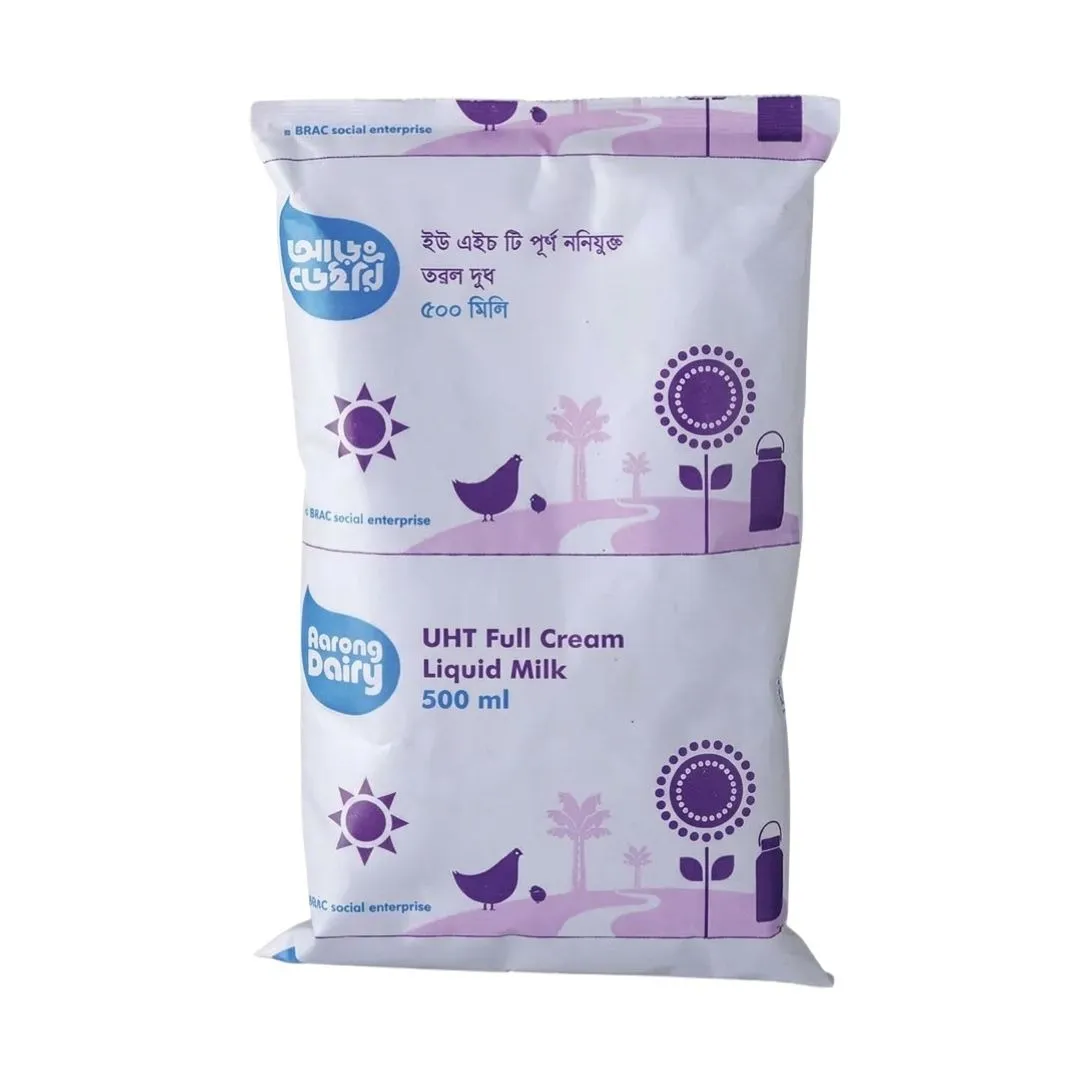 BRAC social enterprise
আড়ং
ডেইরি
ইউ এইচ টি পূর্ণ ননিযুক্ত
তরল দুধ
৫০০ মিলি
BRAC social enterprise
Aarong
Dairy
UHT Full Cream
Liquid Milk
500 ml
BRAC social enterprise